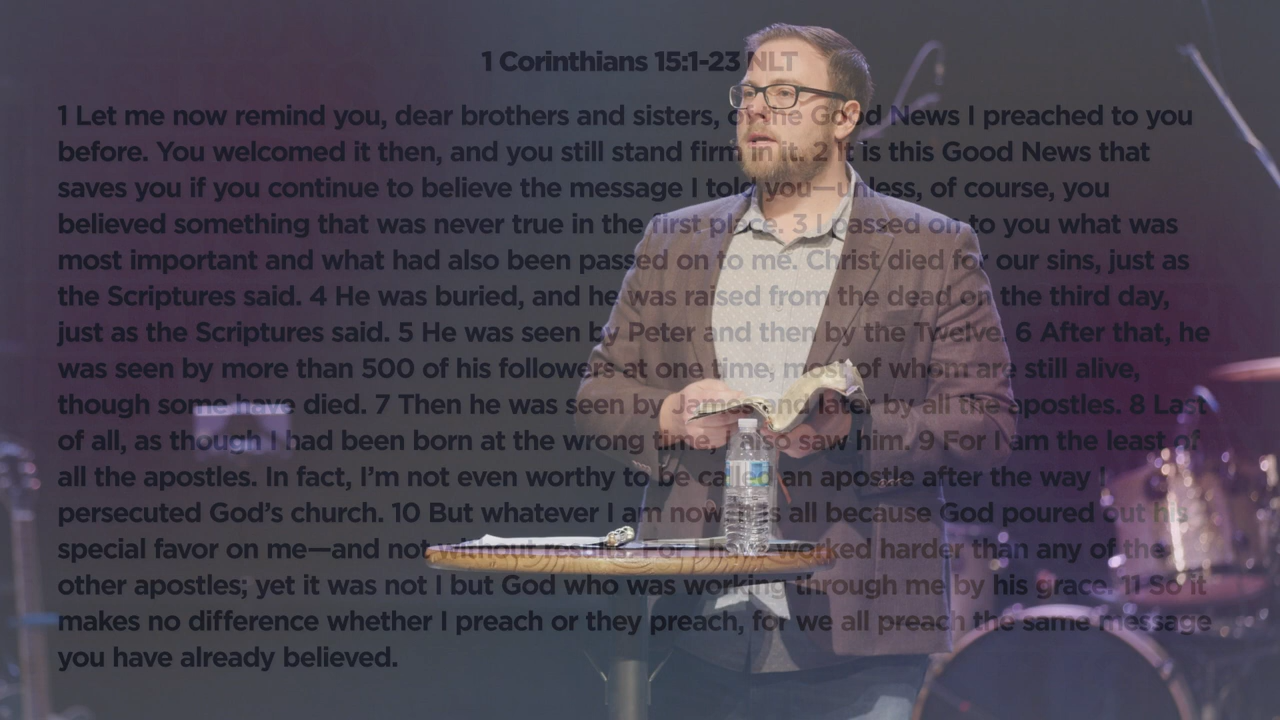 1 Corinthians 15:1-23 NLT
1 Let me now remind you, dear brothers and sisters, of the Good News I preached to you
before. You welcomed it then, and you still stand firm in it. 2 It is this Good News that
saves you if you continue to believe the message I told you—unless, of course, you
believed something that was never true in the first place. 3 I passed on to you what was
most important and what had also been passed on to me. Christ died for our sins, just as
the Scriptures said. 4 He was buried, and he was raised from the dead on the third day,
just as the Scriptures said. 5 He was seen by Peter and then by the Twelve. 6 After that, he
was seen by more than 500 of his followers at one time, most of whom are still alive,
though some have died. 7 Then he was seen by James and later by all the apostles. 8 Last
of all, as though I had been born at the wrong time, I also saw him. 9 For I am the least of
all the apostles. In fact, I'm not even worthy to be called an apostle after the way I
persecuted God's church. 10 But whatever I am now, it is all because God poured out his
special favor on me—and not without results. For I have worked harder than any of the
other apostles; yet it was not I but God who was working through me by his grace. 11 So it
makes no difference whether I preach or they preach, for we all preach the same message
you have already believed.